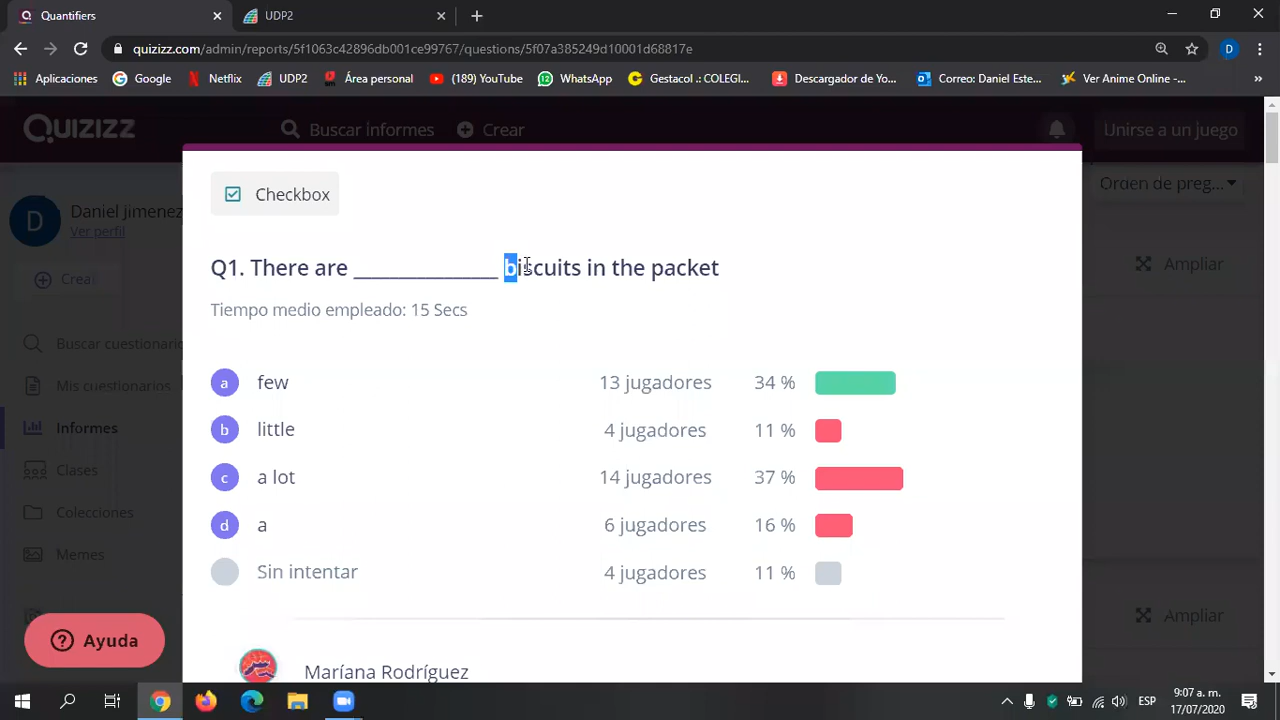 Quantifiers
UDP2
quizizz.com/admin/reports/5f1063c42896db001ce99767/questions/5f07a385249d10001d68817e
D
Aplicaciones
Google
Netflix
UDP2
Área personal
(189) YouTube
WhatsApp
Gestacol .: COLEGI...
Descargador de Yo...
Correo: Daniel Este...
Ver Anime Online -...
»
Quizizz
Buscar informes
Crear
Unirse a un juego
D
Daniel Jimenez
Ver perfil
Orden de preg...
Checkbox
Q1. There are _______________ biscuits in the packet
Ampliar
Crear
Tiempo medio empleado: 15 Secs
Buscar cuestionario
Mis cuestionarios
Informes
Clases
Colecciones
Memes
a few 13 jugadores 34 %
b little 4 jugadores 11 %
c a lot 14 jugadores 37 %
d a 6 jugadores 16 %
Sin intentar 4 jugadores 11 %
Ampliar
Ayuda
Maríana Rodríguez
ESP
9:07 a. m.
17/07/2020